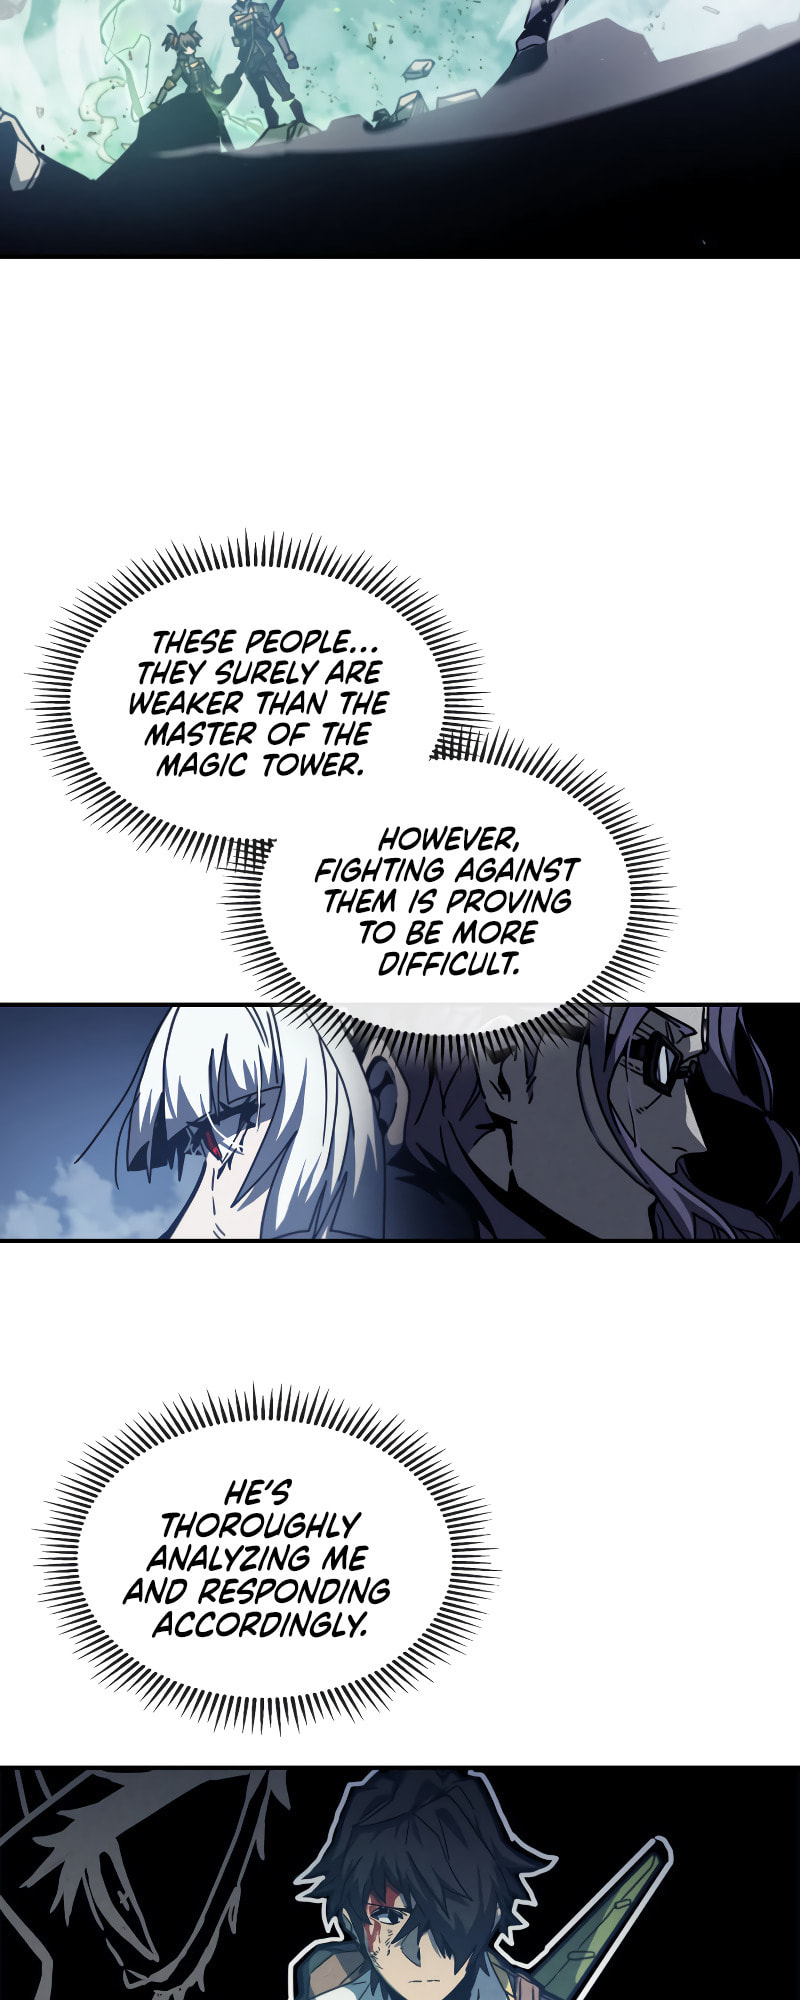 THESE PEOPLE...
THEY SURELY ARE
WEAKER THAN THE
MASTER OF THE
MAGIC TOWER.
HOWEVER,
FIGHTING AGAINST
THEM IS PROVING
TO BE MORE
DIFFICULT.
HE'S
THOROUGHLY
ANALYZING ME
AND RESPONDING
ACCORDINGLY.